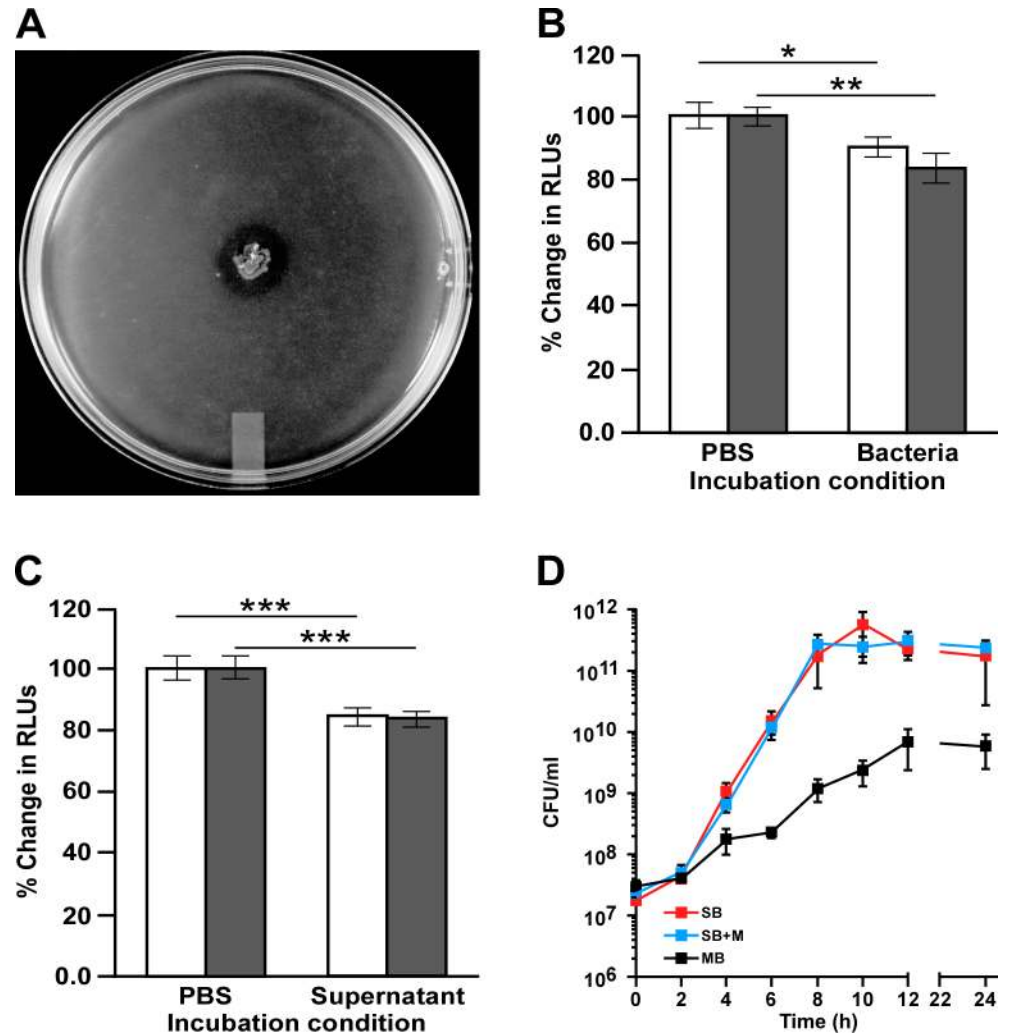 A
B
120
100
80
60
40
20
0.0
% Change in RLUs
*
**
PBS
Bacteria
Incubation condition
C
120
100
80
60
40
20
0.0
% Change in RLUs
***
***
PBS
Supernatant
Incubation condition
D
10¹²
10¹¹
10¹⁰
10⁹
10⁸
10⁷
10⁶
CFU/ml
SB
SB+M
MB
0 2 4 6 8 10 12 22 24
Time (h)